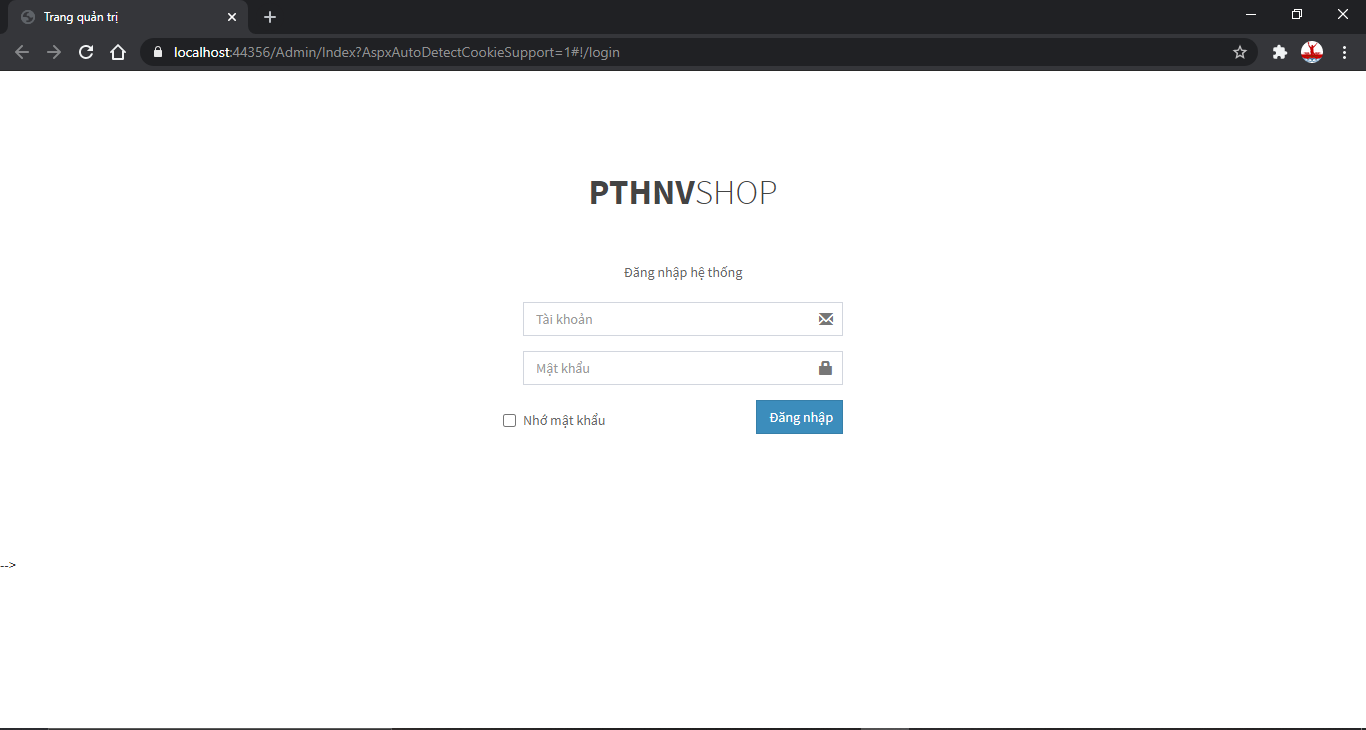 Trang quản trị
localhost:44356/Admin/Index?AspxAutoDetectCookieSupport=1#!/login
PTHNVSHOP
Đăng nhập hệ thống
Tài khoản
Mật khẩu
Nhớ mật khẩu
Đăng nhập
-->